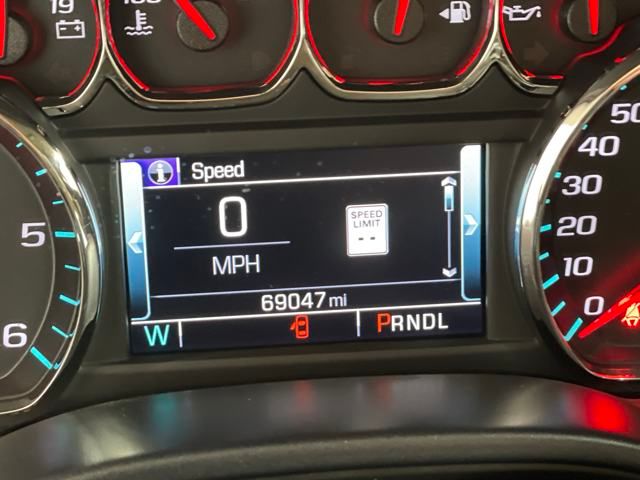 19
Speed
0
MPH
SPEED
LIMIT
--
69047 mi
W
PRNDL
5
6
50
40
30
20
10
0